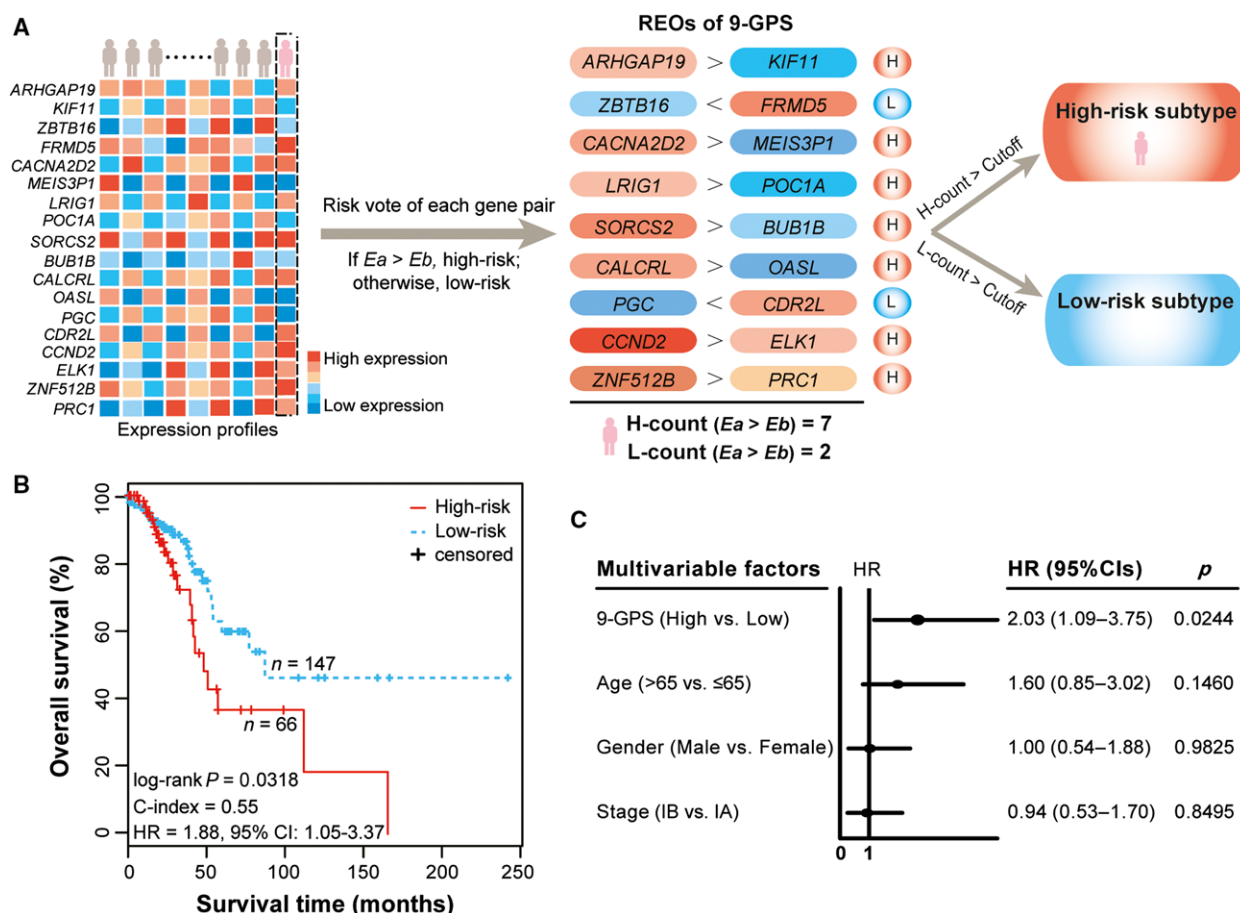 A
ARHGAP19
KIF11
ZBTB16
FRMD5
CACNA2D2
MEIS3P1
LRIG1
POC1A
SORCS2
BUB1B
CALCRL
OASL
PGC
CDR2L
CCND2
ELK1
ZNF512B
PRC1
Expression profiles
High expression
Low expression
Risk vote of each gene pair
If Ea > Eb, high-risk;
otherwise, low-risk
REOs of 9-GPS
ARHGAP19 > KIF11 H
ZBTB16 < FRMD5 L
CACNA2D2 > MEIS3P1 H
LRIG1 > POC1A H
SORCS2 > BUB1B H
CALCRL > OASL H
PGC < CDR2L L
CCND2 > ELK1 H
ZNF512B > PRC1 H
H-count (Ea > Eb) = 7
L-count (Ea > Eb) = 2
H-count > Cutoff
L-count > Cutoff
High-risk subtype
Low-risk subtype
B
Overall survival (%)
100
80
60
40
20
0
High-risk
Low-risk
censored
n = 147
n = 66
log-rank P = 0.0318
C-index = 0.55
HR = 1.88, 95% CI: 1.05-3.37
0 50 100 150 200 250
Survival time (months)
C
Multivariable factors HR HR (95%CIs) p
9-GPS (High vs. Low) 2.03 (1.09–3.75) 0.0244
Age (>65 vs. ≤65) 1.60 (0.85–3.02) 0.1460
Gender (Male vs. Female) 1.00 (0.54–1.88) 0.9825
Stage (IB vs. IA) 0.94 (0.53–1.70) 0.8495
0 1